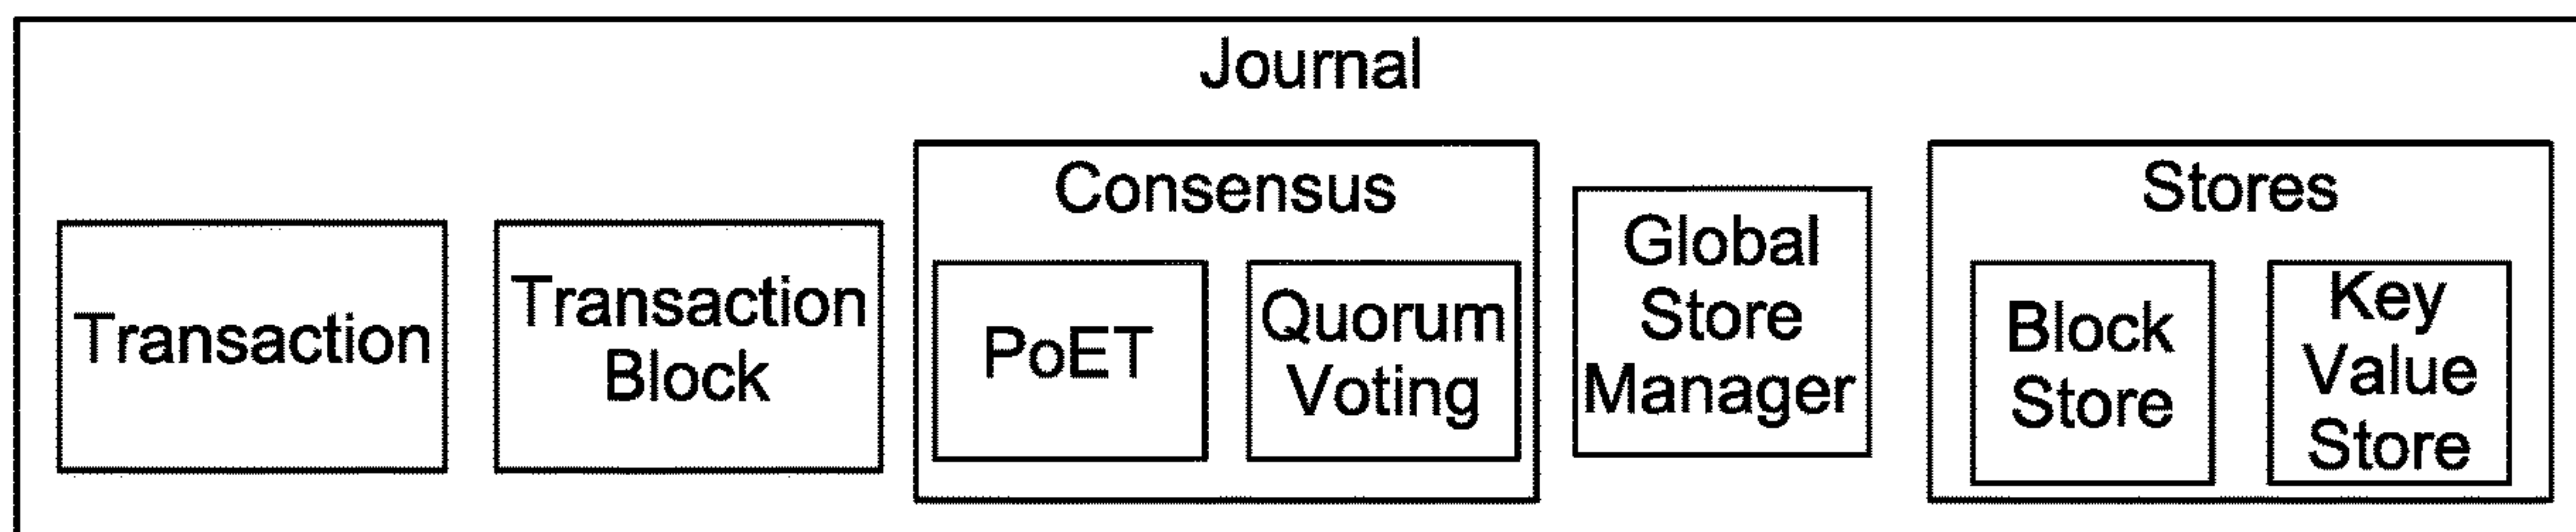 Journal
Transaction
Transaction
Block
Consensus
PoET
Quorum
Voting
Global
Store
Manager
Stores
Block
Store
Key
Value
Store